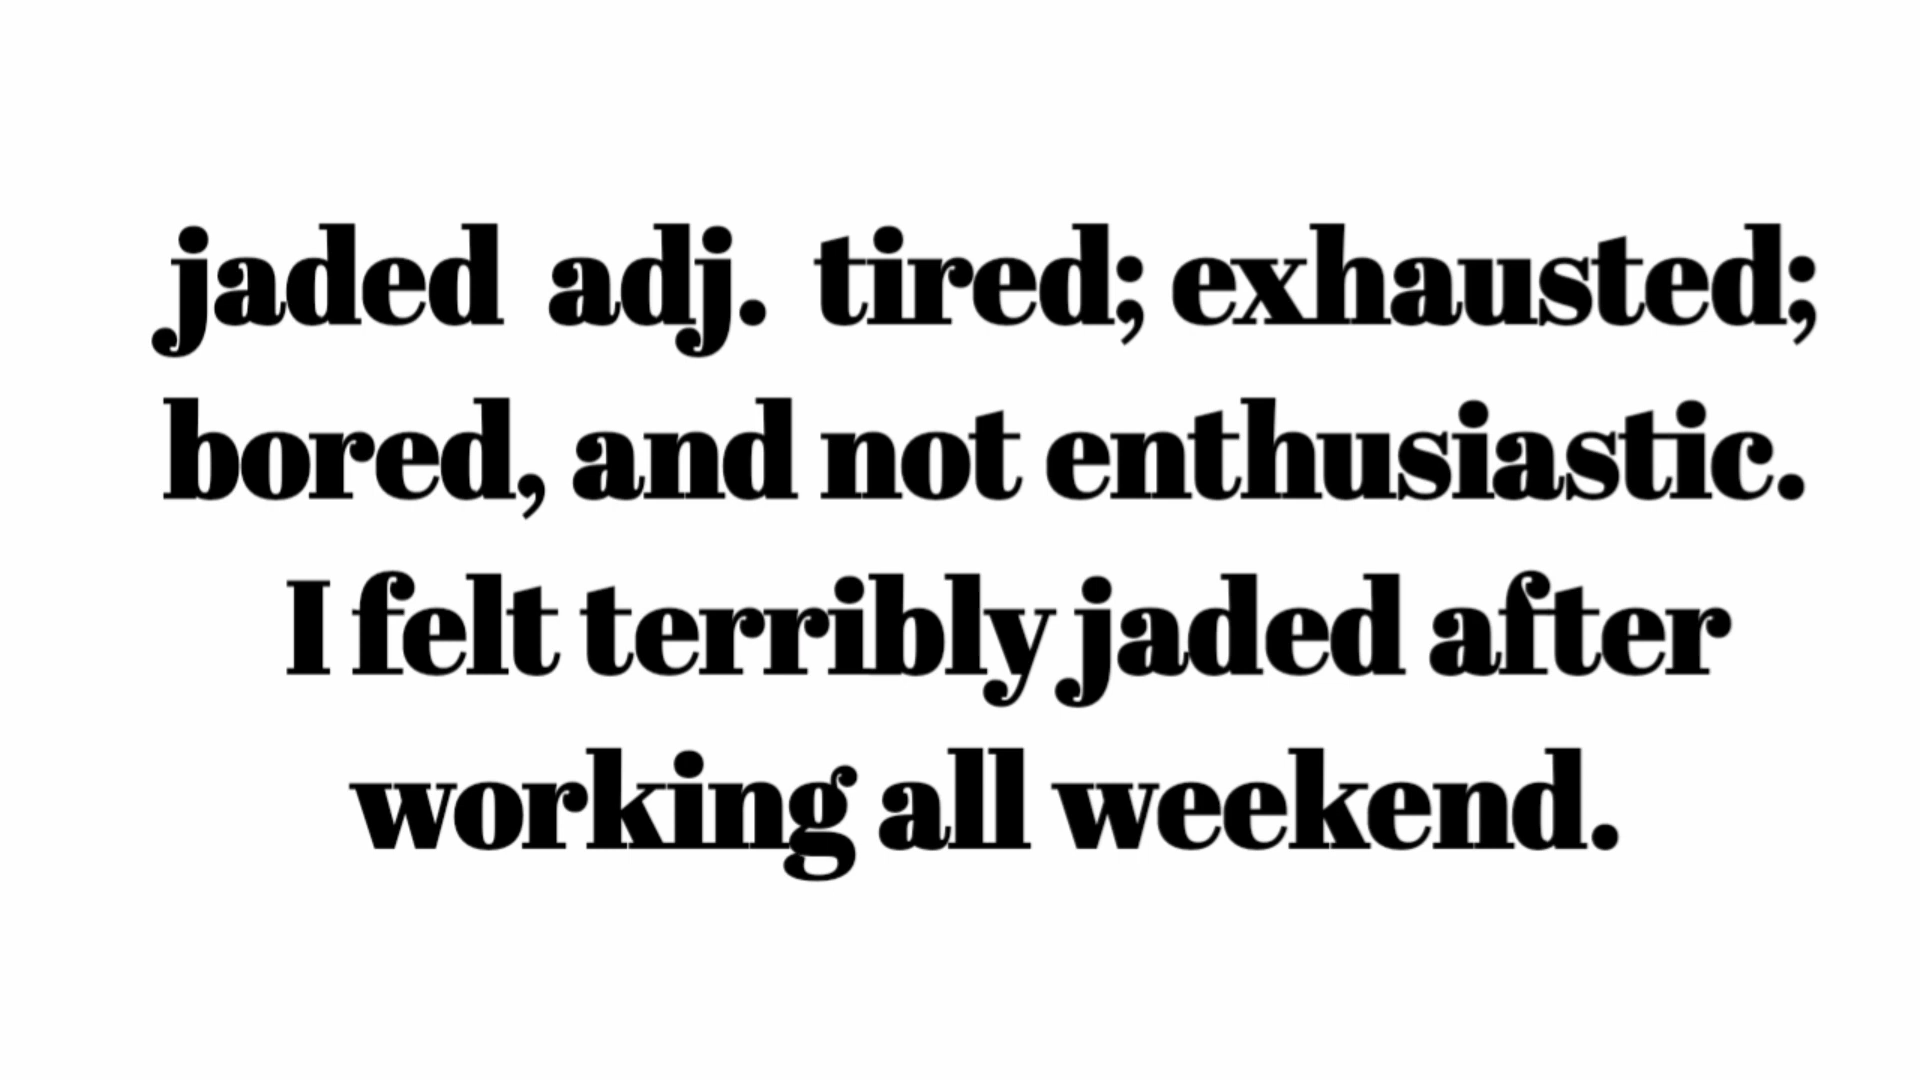 jaded adj. tired; exhausted;
bored, and not enthusiastic.
I felt terribly jaded after
working all weekend.